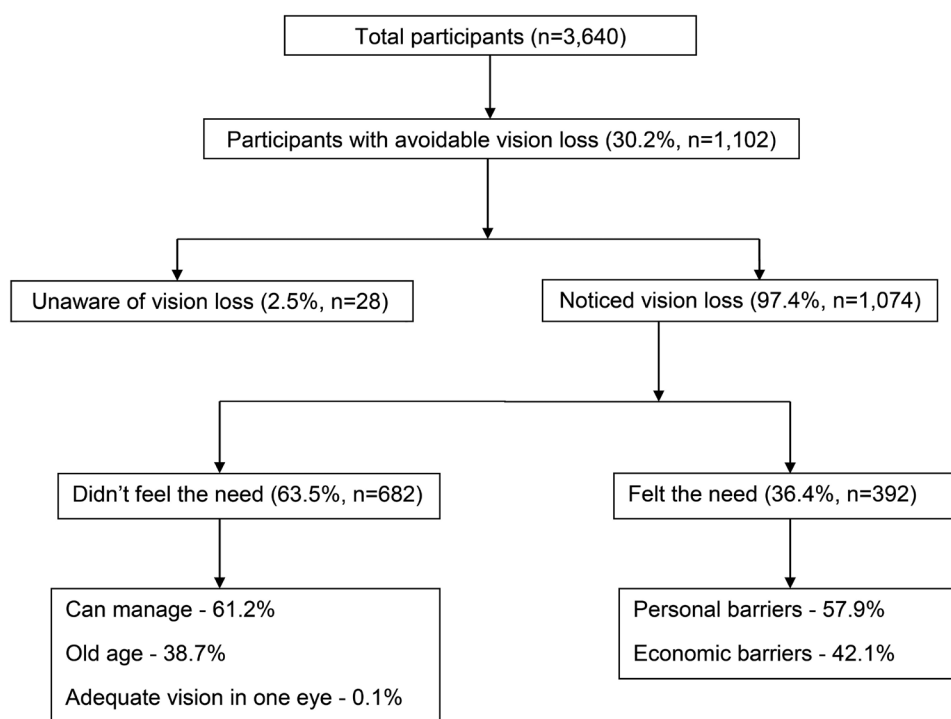 Total participants (n=3,640)
Participants with avoidable vision loss (30.2%, n=1,102)
Unaware of vision loss (2.5%, n=28)
Noticed vision loss (97.4%, n=1,074)
Didn’t feel the need (63.5%, n=682)
Felt the need (36.4%, n=392)
Can manage - 61.2%
Old age - 38.7%
Adequate vision in one eye - 0.1%
Personal barriers - 57.9%
Economic barriers - 42.1%